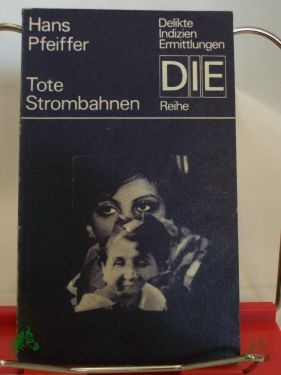 Hans
Pfeiffer
Tote
Strombahnen
Delikte
Indizien
Ermittlungen
DIE
Reihe